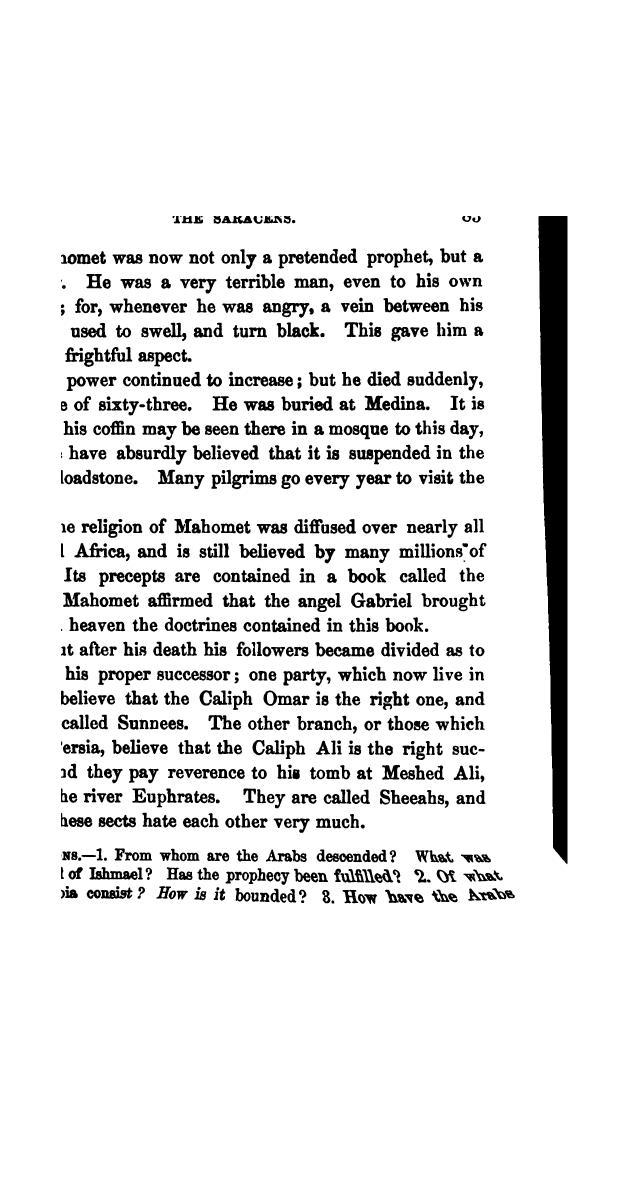 THE SARACENS.
was now not only a pretended prophet, but a
. He was a very terrible man, even to his own
; for, whenever he was angry, a vein between his
used to swell, and turn black. This gave him a
frightful aspect.
power continued to increase; but he died suddenly,
of sixty-three. He was buried at Medina. It is
his coffin may be seen there in a mosque to this day,
have absurdly believed that it is suspended in the
loadstone. Many pilgrims go every year to visit the
religion of Mahomet was diffused over nearly all
Africa, and is still believed by many millions of
Its precepts are contained in a book called the
Mahomet affirmed that the angel Gabriel brought
heaven the doctrines contained in this book.
after his death his followers became divided as to
his proper successor; one party, which now live in
believe that the Caliph Omar is the right one, and
called Sunnees. The other branch, or those which
believe that the Caliph Ali is the right suc-
they pay reverence to his tomb at Meshed Ali,
river Euphrates. They are called Sheeahs, and
sects hate each other very much.
—1. From whom are the Arabs descended? What was
of Ishmael? Has the prophecy been fulfilled? 2. Of what
consist? How is it bounded? 3. How have the Arabs